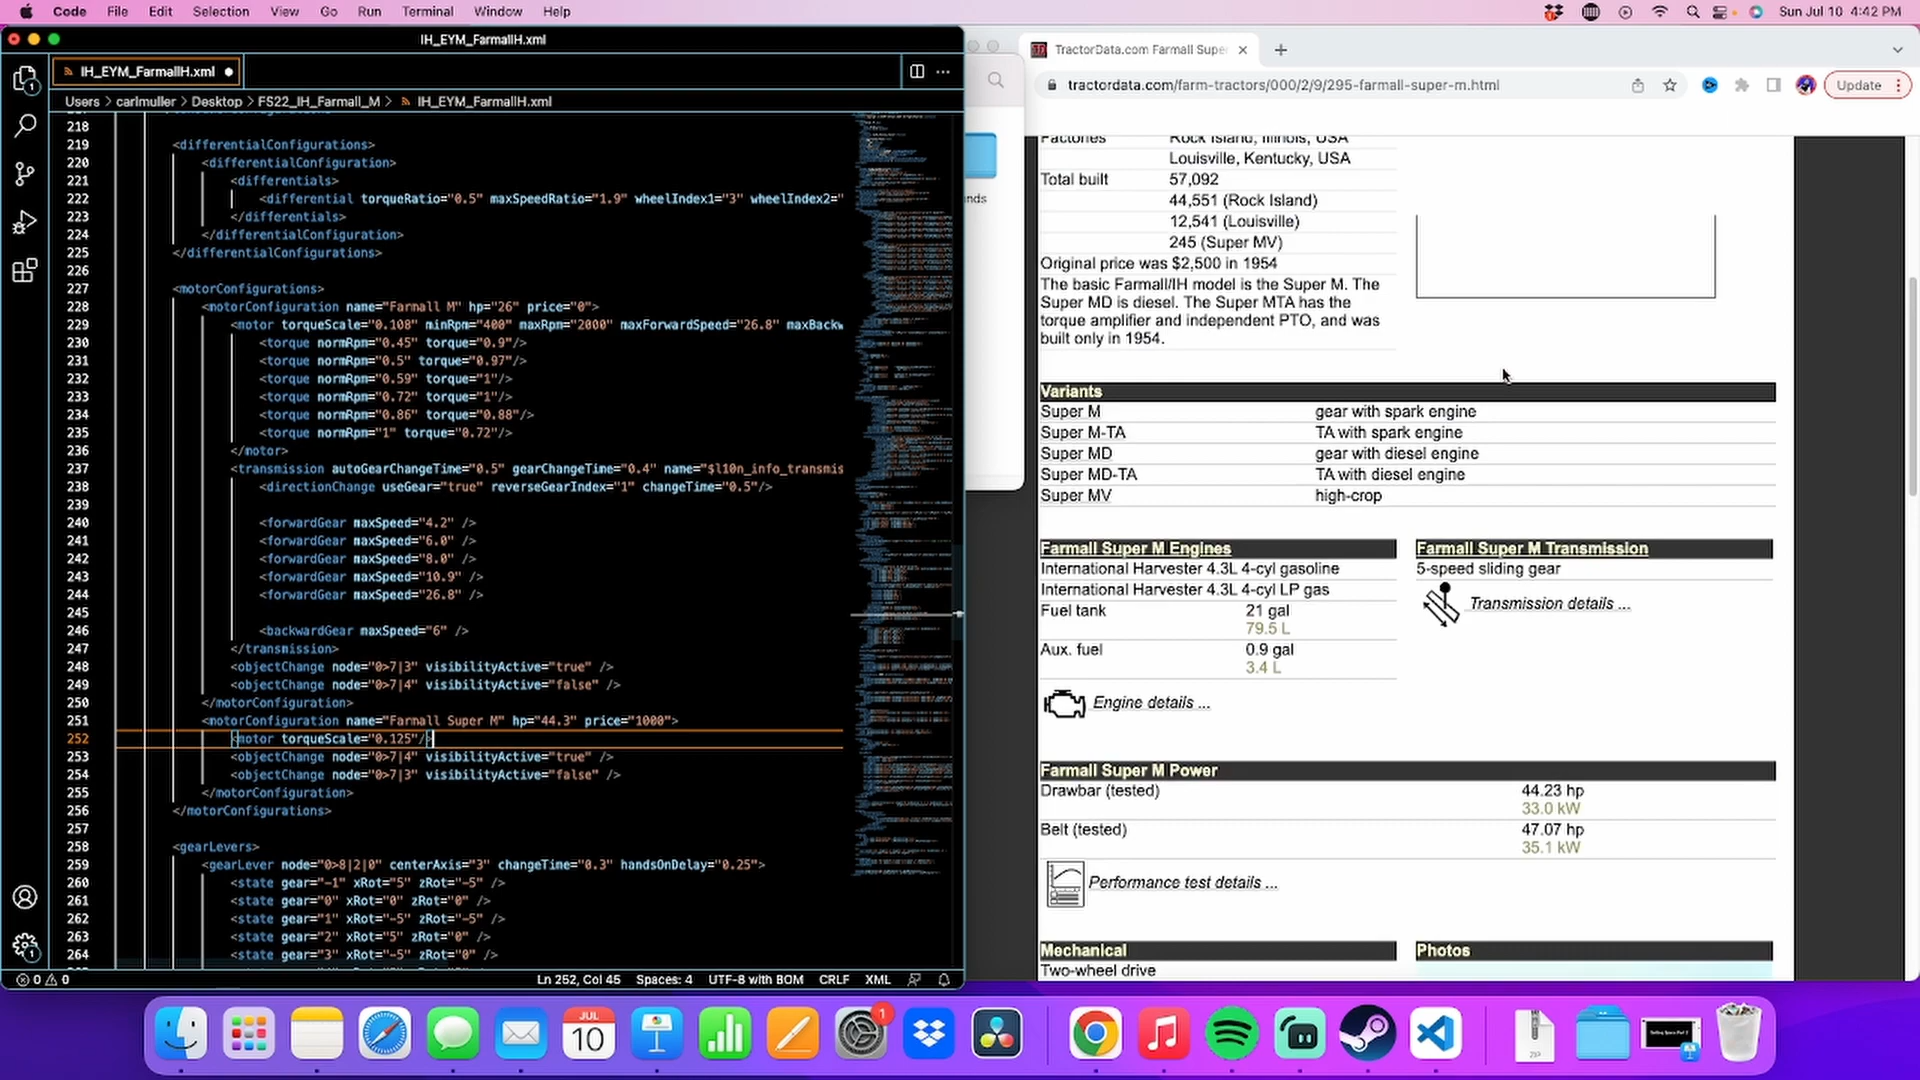 Code File Edit Selection View Go Run Terminal Window Help
Sun Jul 10 4:42 PM
IH_EYM_FarmallH.xml
IH_EYM_FarmallH.xml
Users > carlmuller > Desktop > FS22_IH_Farmall_M > IH_EYM_FarmallH.xml
218
219 <differentialConfigurations>
220 <differentialConfiguration>
221 <differentials>
222 <differential torqueRatio="0.5" maxSpeedRatio="1.9" wheelIndex1="3" wheelIndex2="
223 </differentials>
224 </differentialConfiguration>
225 </differentialConfigurations>
226
227 <motorConfigurations>
228 <motorConfiguration name="Farmall M" hp="26" price="0">
229 <motor torqueScale="0.108" minRpm="400" maxRpm="2000" maxForwardSpeed="26.8" maxBackw
230 <torque normRpm="0.45" torque="0.9"/>
231 <torque normRpm="0.5" torque="0.97"/>
232 <torque normRpm="0.59" torque="1"/>
233 <torque normRpm="0.72" torque="1"/>
234 <torque normRpm="0.86" torque="0.88"/>
235 <torque normRpm="1" torque="0.72"/>
236 </motor>
237 <transmission autoGearChangeTime="0.5" gearChangeTime="0.4" name="$l10n_info_transmis
238 <directionChange useGear="true" reverseGearIndex="1" changeTime="0.5"/>
239
240 <forwardGear maxSpeed="4.2" />
241 <forwardGear maxSpeed="6.0" />
242 <forwardGear maxSpeed="8.0" />
243 <forwardGear maxSpeed="10.9" />
244 <forwardGear maxSpeed="26.8" />
245
246 <backwardGear maxSpeed="6" />
247 </transmission>
248 <objectChange node="0>7|3" visibilityActive="true" />
249 <objectChange node="0>7|4" visibilityActive="false" />
250 </motorConfiguration>
251 <motorConfiguration name="Farmall Super M" hp="44.3" price="1000">
252 <motor torqueScale="0.125"/>
253 <objectChange node="0>7|4" visibilityActive="true" />
254 <objectChange node="0>7|3" visibilityActive="false" />
255 </motorConfiguration>
256 </motorConfigurations>
257
258 <gearLevers>
259 <gearLever node="0>8|2|0" centerAxis="3" changeTime="0.3" handsOnDelay="0.25">
260 <state gear="-1" xRot="5" zRot="-5" />
261 <state gear="0" xRot="0" zRot="0" />
262 <state gear="1" xRot="-5" zRot="-5" />
263 <state gear="2" xRot="5" zRot="0" />
264 <state gear="3" xRot="-5" zRot="0" />
0 0
Ln 252, Col 45 Spaces: 4 UTF-8 with BOM CRLF XML
nds
TractorData.com Farmall Supe
tractordata.com/farm-tractors/000/2/9/295-farmall-super-m.html
Update
Factories Rock Island, Illinois, USA
Louisville, Kentucky, USA
Total built 57,092
44,551 (Rock Island)
12,541 (Louisville)
245 (Super MV)
Original price was $2,500 in 1954
The basic Farmall/IH model is the Super M. The
Super MD is diesel. The Super MTA has the
torque amplifier and independent PTO, and was
built only in 1954.
Variants
Super M gear with spark engine
Super M-TA TA with spark engine
Super MD gear with diesel engine
Super MD-TA TA with diesel engine
Super MV high-crop
Farmall Super M Engines
International Harvester 4.3L 4-cyl gasoline
International Harvester 4.3L 4-cyl LP gas
Fuel tank 21 gal
79.5 L
Aux. fuel 0.9 gal
3.4 L
Engine details ...
Farmall Super M Transmission
5-speed sliding gear
Transmission details ...
Farmall Super M Power
Drawbar (tested) 44.23 hp
33.0 kW
Belt (tested) 47.07 hp
35.1 kW
Performance test details ...
Mechanical
Two-wheel drive
Photos
JUL
10
1
ZIP